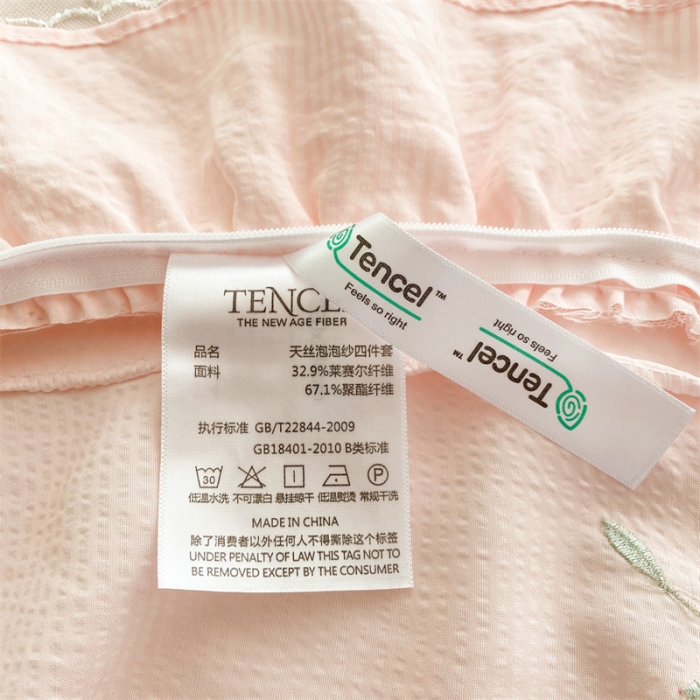 TENCEL
THE NEW AGE FIBER
品名 天丝泡泡纱四件套
面料 32.9%莱赛尔纤维
67.1%聚酯纤维
执行标准 GB/T22844-2009
GB18401-2010 B类标准
30 P
低温水洗 不可漂白 悬挂晾干 低温熨烫 常规干洗
MADE IN CHINA
除了消费者以外任何人不得撕除这个标签
UNDER PENALTY OF LAW THIS TAG NOT TO
BE REMOVED EXCEPT BY THE CONSUMER
Tencel™
Feels so right
Tencel™
Feels so right